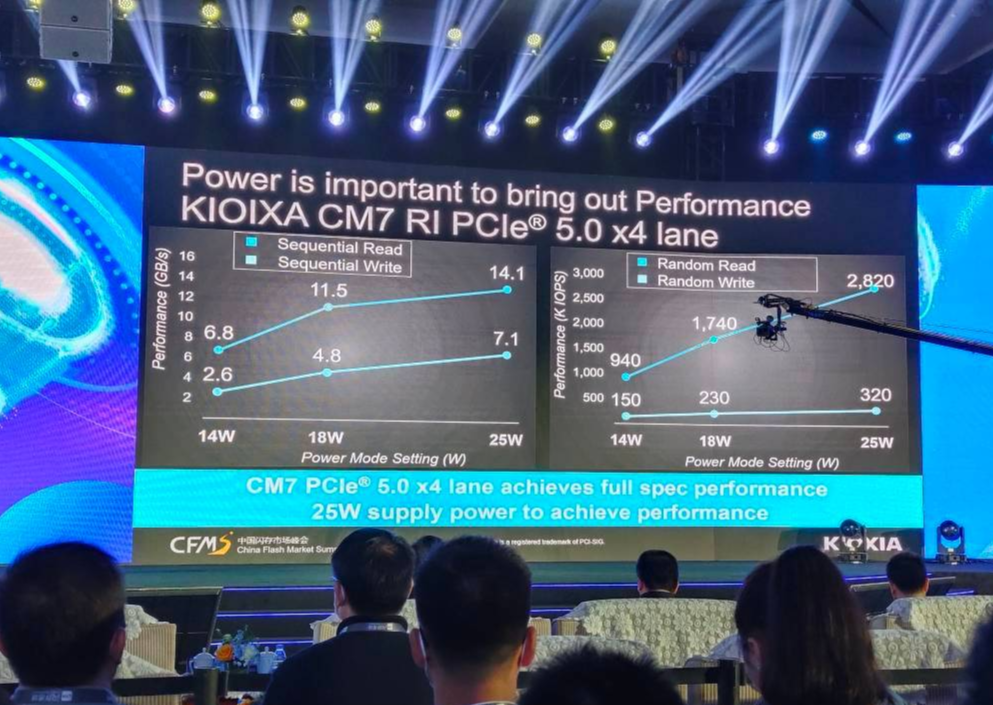 Power is important to bring out Performance
KIOIXA CM7 RI PCIe® 5.0 x4 lane
Performance (GB/s)
16
14
12
10
8
6
4
2
Sequential Read
Sequential Write
6.8
11.5
14.1
2.6
4.8
7.1
14W
18W
25W
Power Mode Setting (W)
Performance (K IOPS)
3,000
2,500
2,000
1,500
1,000
500
Random Read
Random Write
940
1,740
2,820
150
230
320
14W
18W
25W
Power Mode Setting (W)
CM7 PCIe® 5.0 x4 lane achieves full spec performance
25W supply power to achieve performance
CFMS
中国闪存市场峰会
China Flash Market
is a registered trademark of PCI-SIG.
KIOXIA